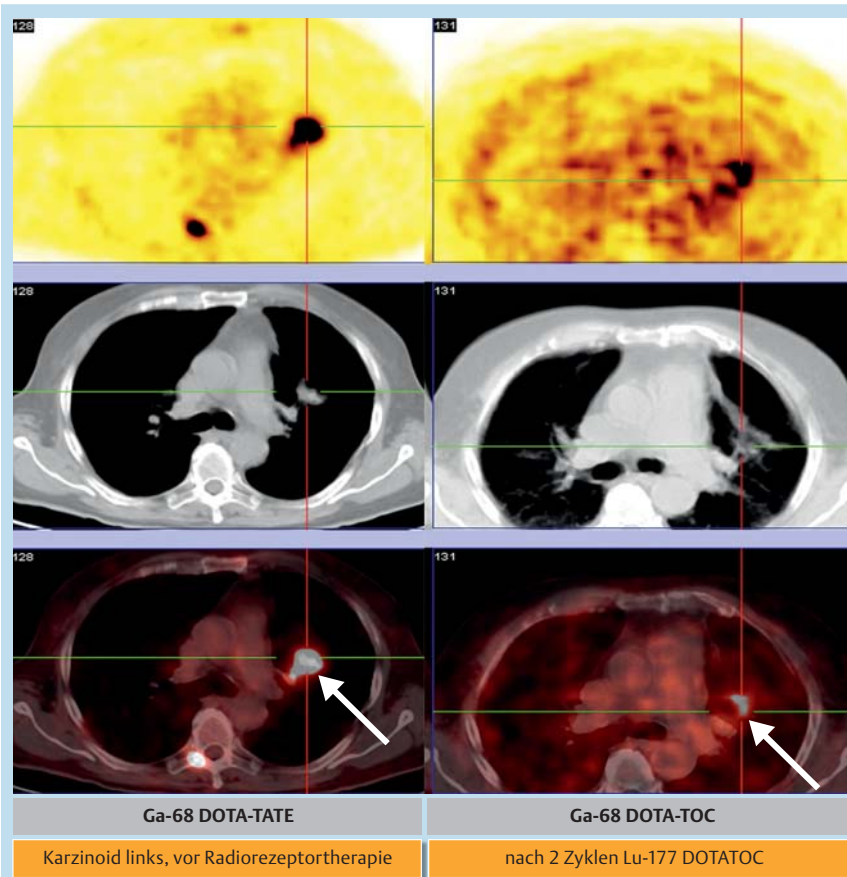 128
131
128
131
128
131
Ga-68 DOTA-TATE
Ga-68 DOTA-TOC
Karzinoid links, vor Radiorezeptortherapie
nach 2 Zyklen Lu-177 DOTATOC